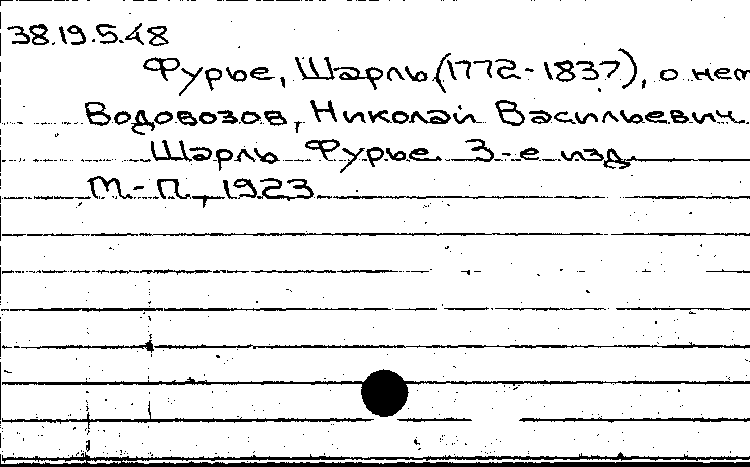 38.19.5.48
Фурье, Шарль (1772-1837), о нем
Водовозов, Николай Васильевич.
Шарль Фурье. 3-е изд.
М.-П., 1923.